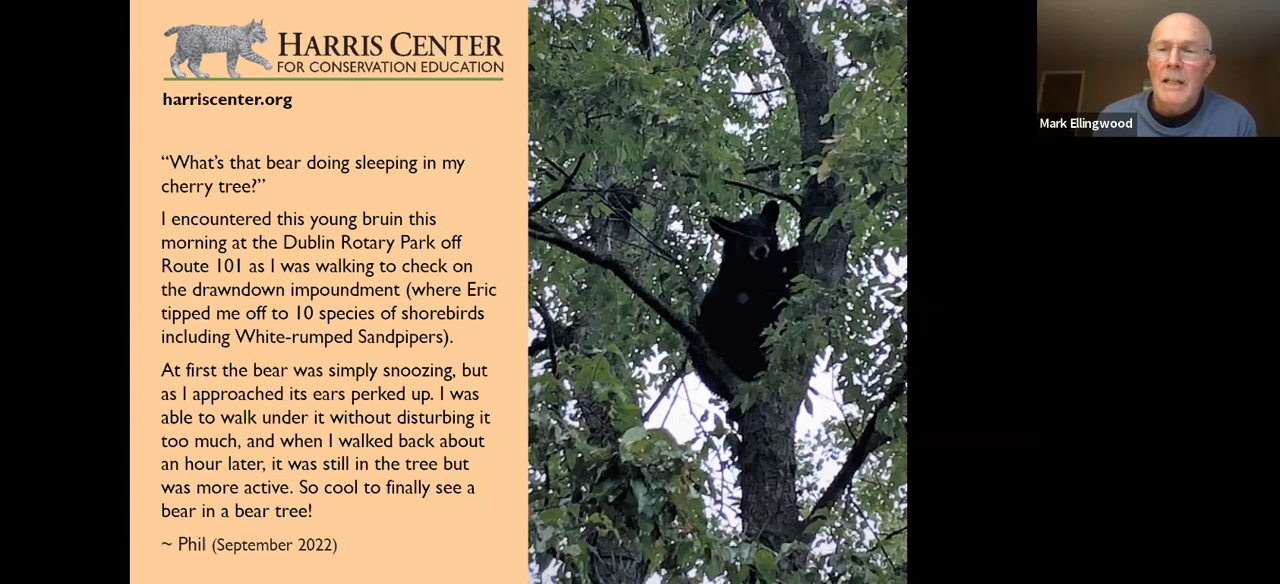 HARRIS CENTER
FOR CONSERVATION EDUCATION
harriscenter.org
“What’s that bear doing sleeping in my
cherry tree?”
I encountered this young bruin this
morning at the Dublin Rotary Park off
Route 101 as I was walking to check on
the drawndown impoundment (where Eric
tipped me off to 10 species of shorebirds
including White-rumped Sandpipers).
At first the bear was simply snoozing, but
as I approached its ears perked up. I was
able to walk under it without disturbing it
too much, and when I walked back about
an hour later, it was still in the tree but
was more active. So cool to finally see a
bear in a bear tree!
~ Phil (September 2022)
Mark Ellingwood